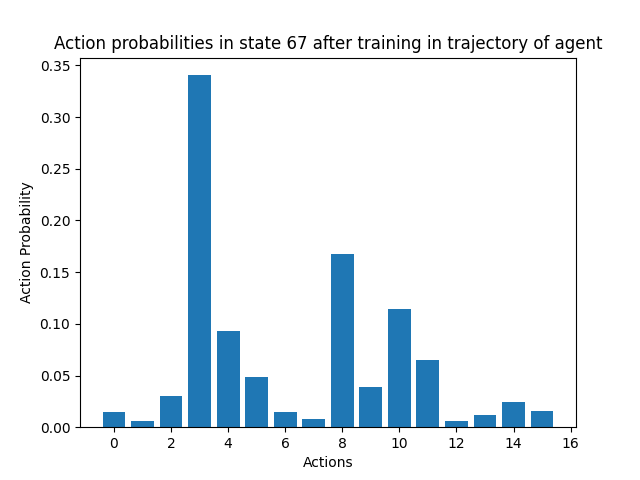 Action probabilities in state 67 after training in trajectory of agent
0.35
0.30
0.25
0.20
0.15
0.10
0.05
0.00
Action Probability
0 2 4 6 8 10 12 14 16
Actions